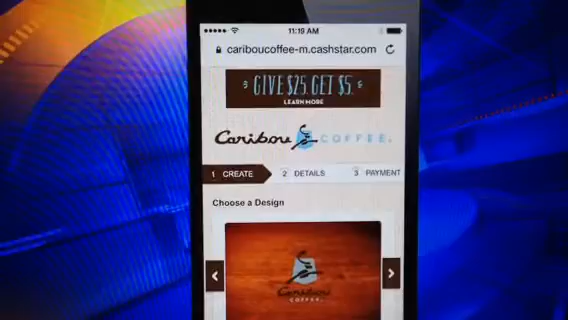 11:19 AM
cariboucoffee-m.cashstar.com
GIVE $25. GET $5.
LEARN MORE
Caribou COFFEE
1 CREATE 2 DETAILS 3 PAYMENT
Choose a Design
< >
Caribou
COFFEE